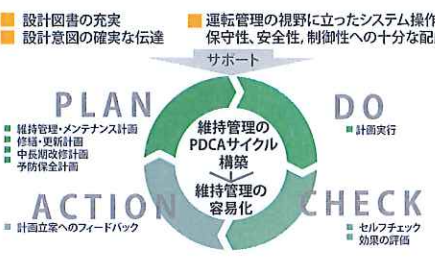 設計図書の充実
設計意図の確実な伝達
運転管理の視野に立ったシステム操作
保守性、安全性、制御性への十分な配
サポート
PLAN
維持管理・メンテナンス計画
修繕・更新計画
中長期改修計画
予防保全計画
DO
計画実行
維持管理の
PDCAサイクル
構築
維持管理の
容易化
ACTION
計画立案へのフィードバック
CHECK
セルフチェック
効果の評価